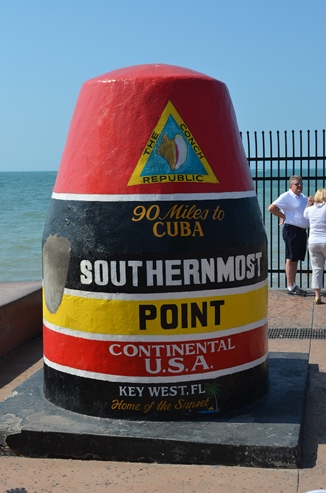 THE CONCH
REPUBLIC
90 Miles to
CUBA
SOUTHERNMOST
POINT
CONTINENTAL
U.S.A.
KEY WEST, FL
Home of the Sunset